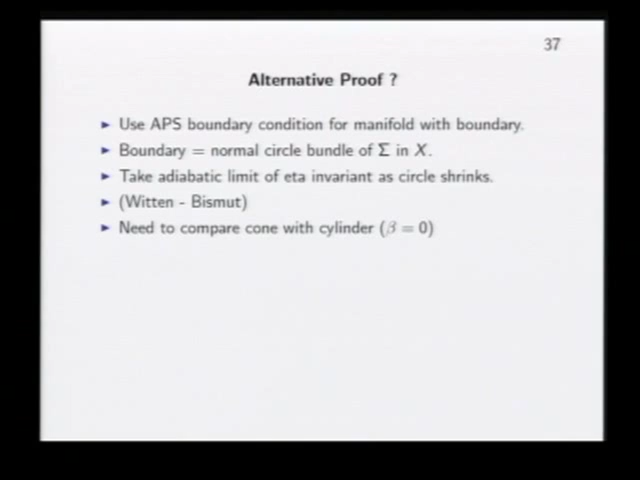 37
Alternative Proof ?
► Use APS boundary condition for manifold with boundary.
► Boundary = normal circle bundle of Σ in X.
► Take adiabatic limit of eta invariant as circle shrinks.
► (Witten - Bismut)
► Need to compare cone with cylinder (β = 0)